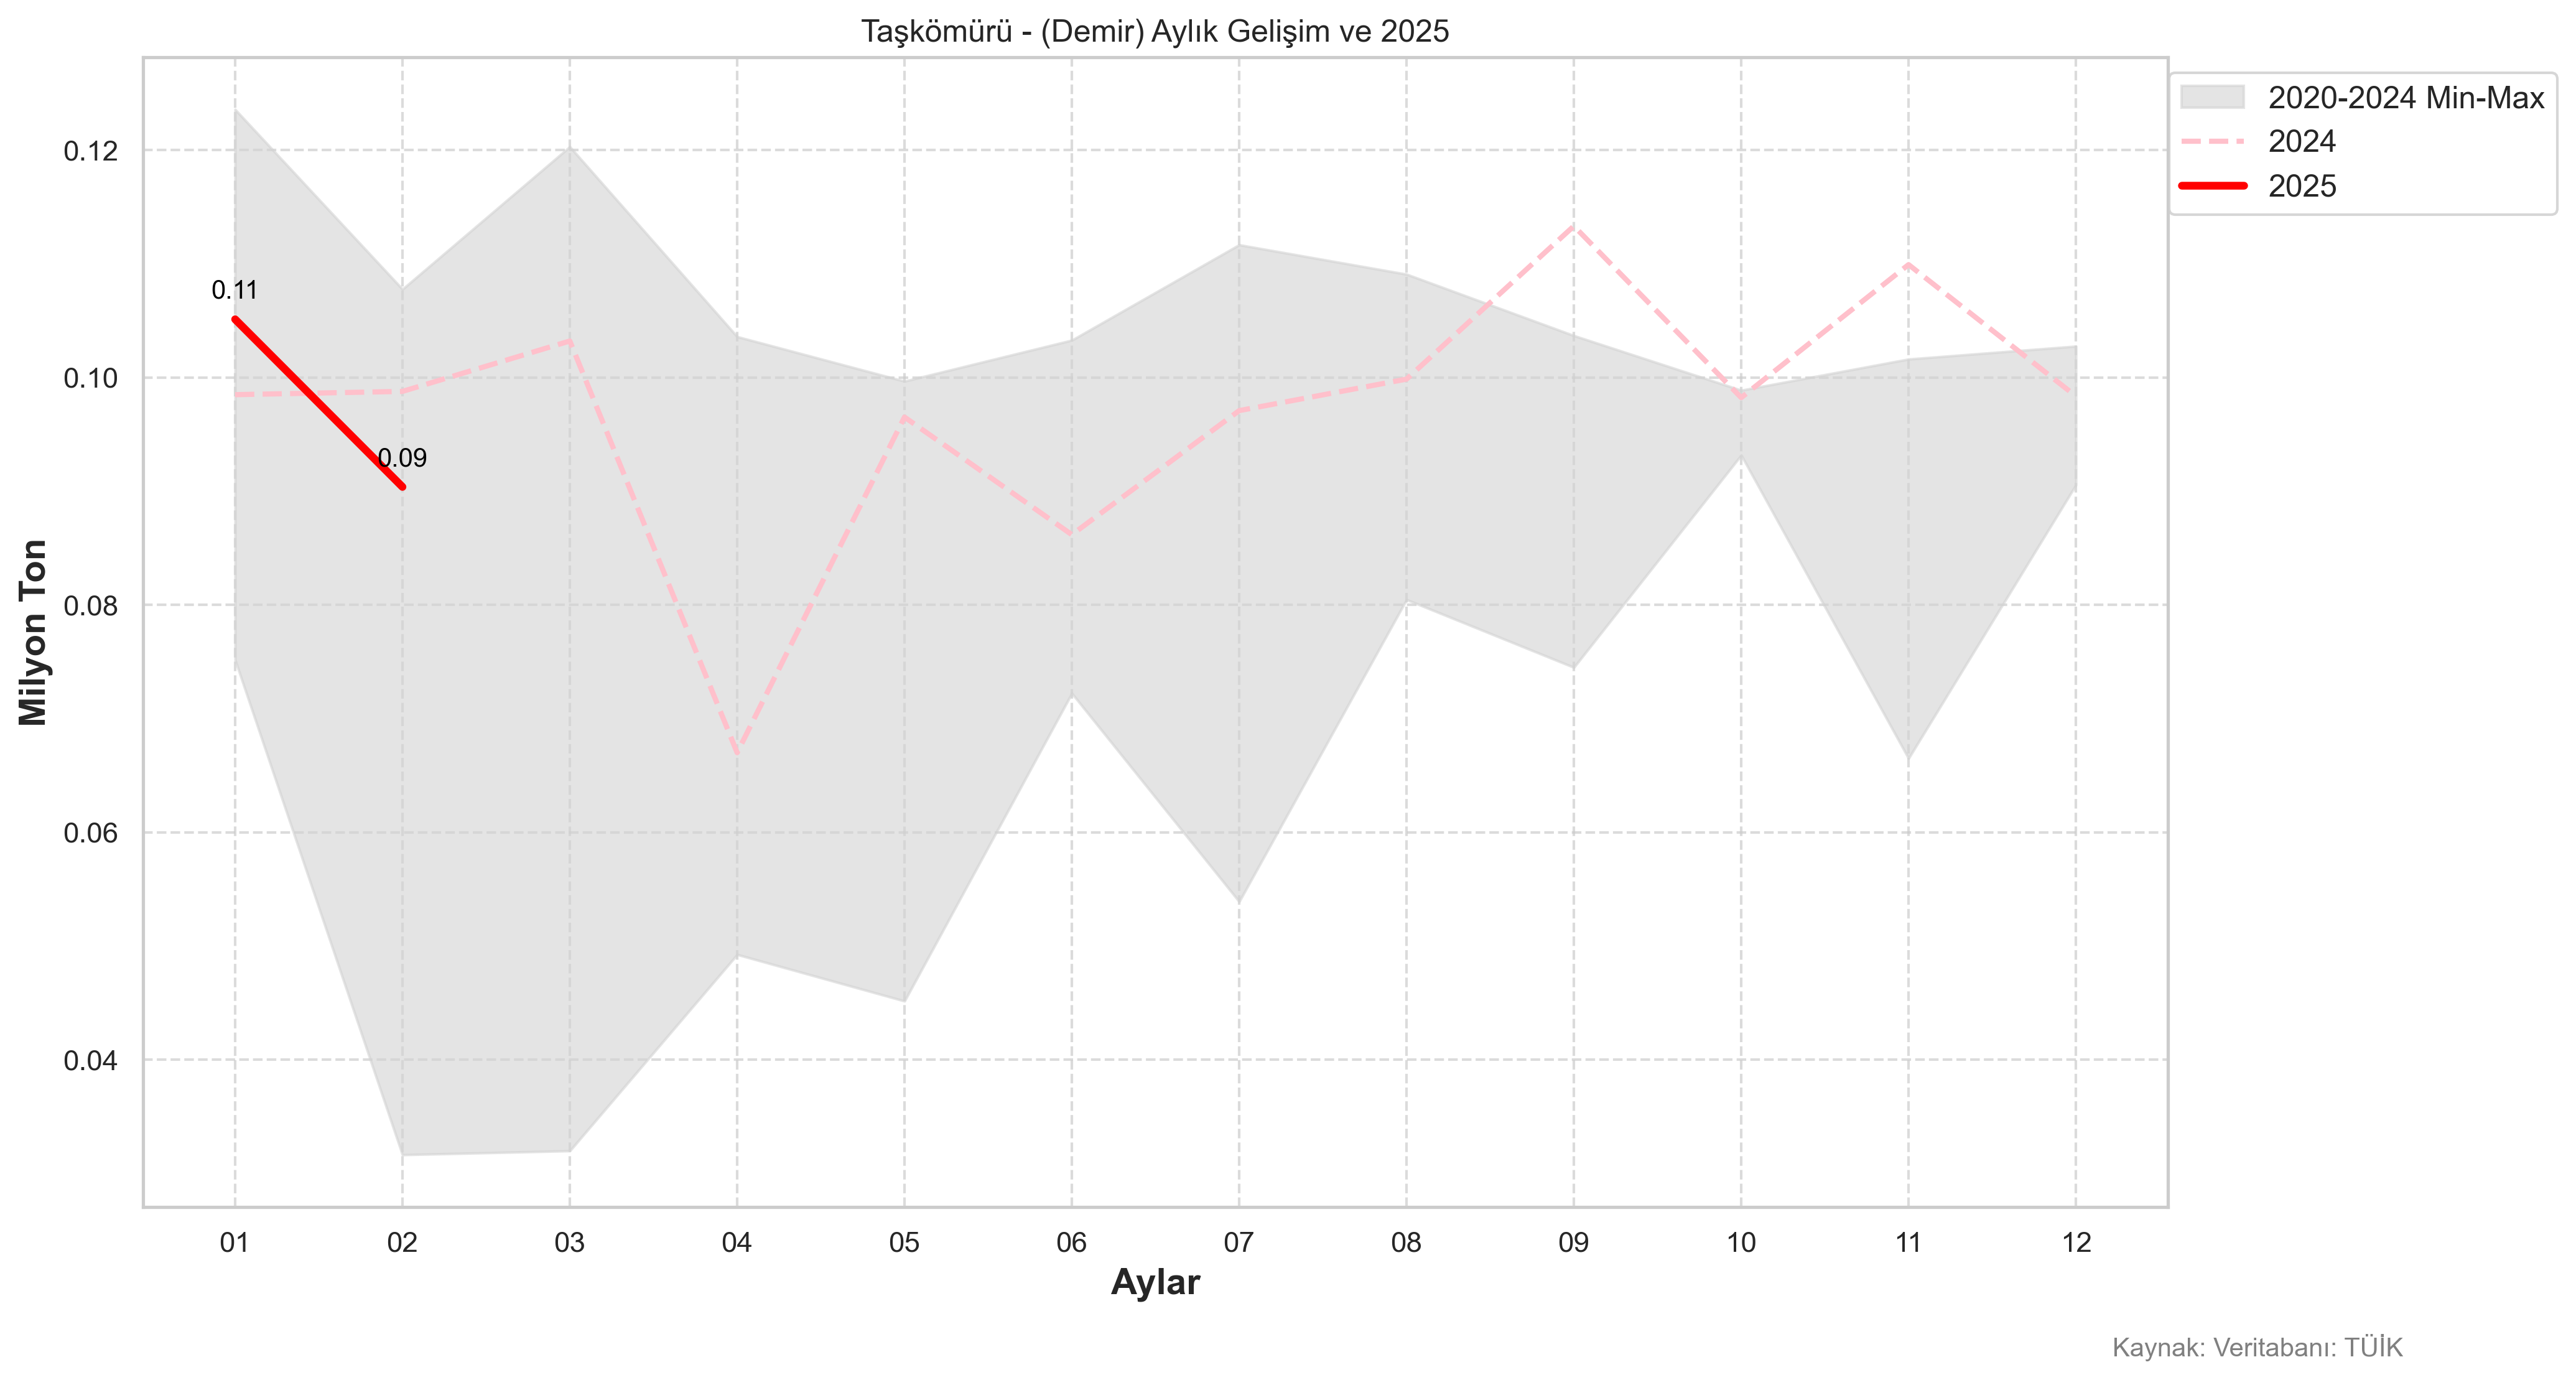 Taşkömürü - (Demir) Aylık Gelişim ve 2025
2020-2024 Min-Max
2024
2025
0.12
0.10
0.08
0.06
0.04
Milyon Ton
0.11
0.09
01 02 03 04 05 06 07 08 09 10 11 12
Aylar
Kaynak: Veritabanı: TÜİK